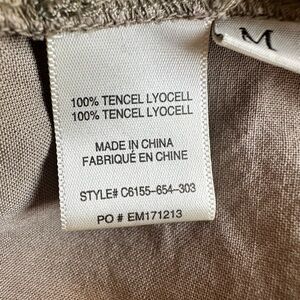 M
100% TENCEL LYOCELL
100% TENCEL LYOCELL
MADE IN CHINA
FABRIQUÉ EN CHINE
STYLE# C6155-654-303
PO # EM171213